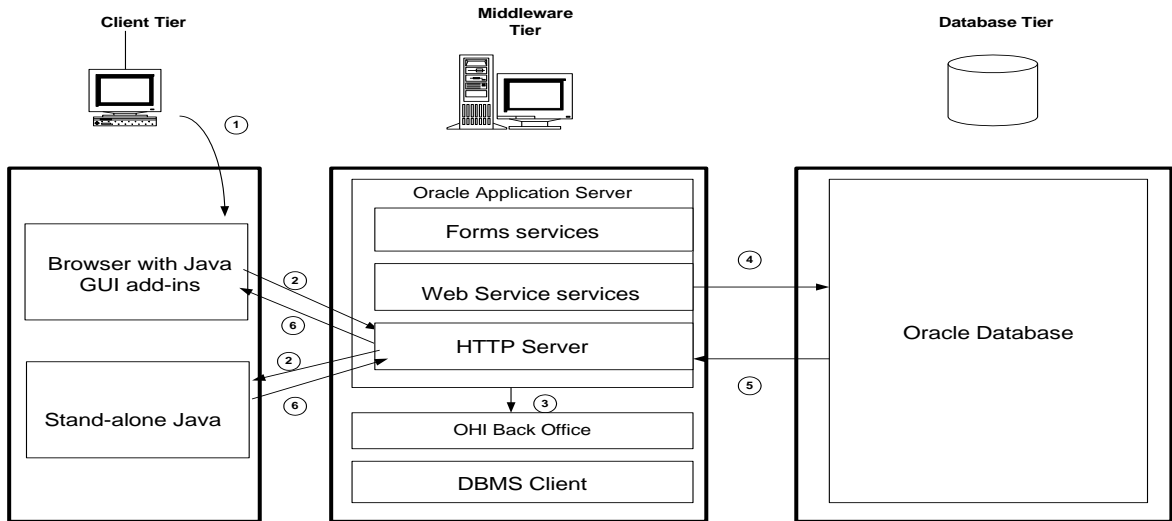 Client Tier
Middleware
Tier
Database Tier
1
Oracle Application Server
Forms services
Browser with Java
GUI add-ins
2
4
Web Service services
6
HTTP Server
Oracle Database
2
5
Stand-alone Java
6
3
OHI Back Office
DBMS Client